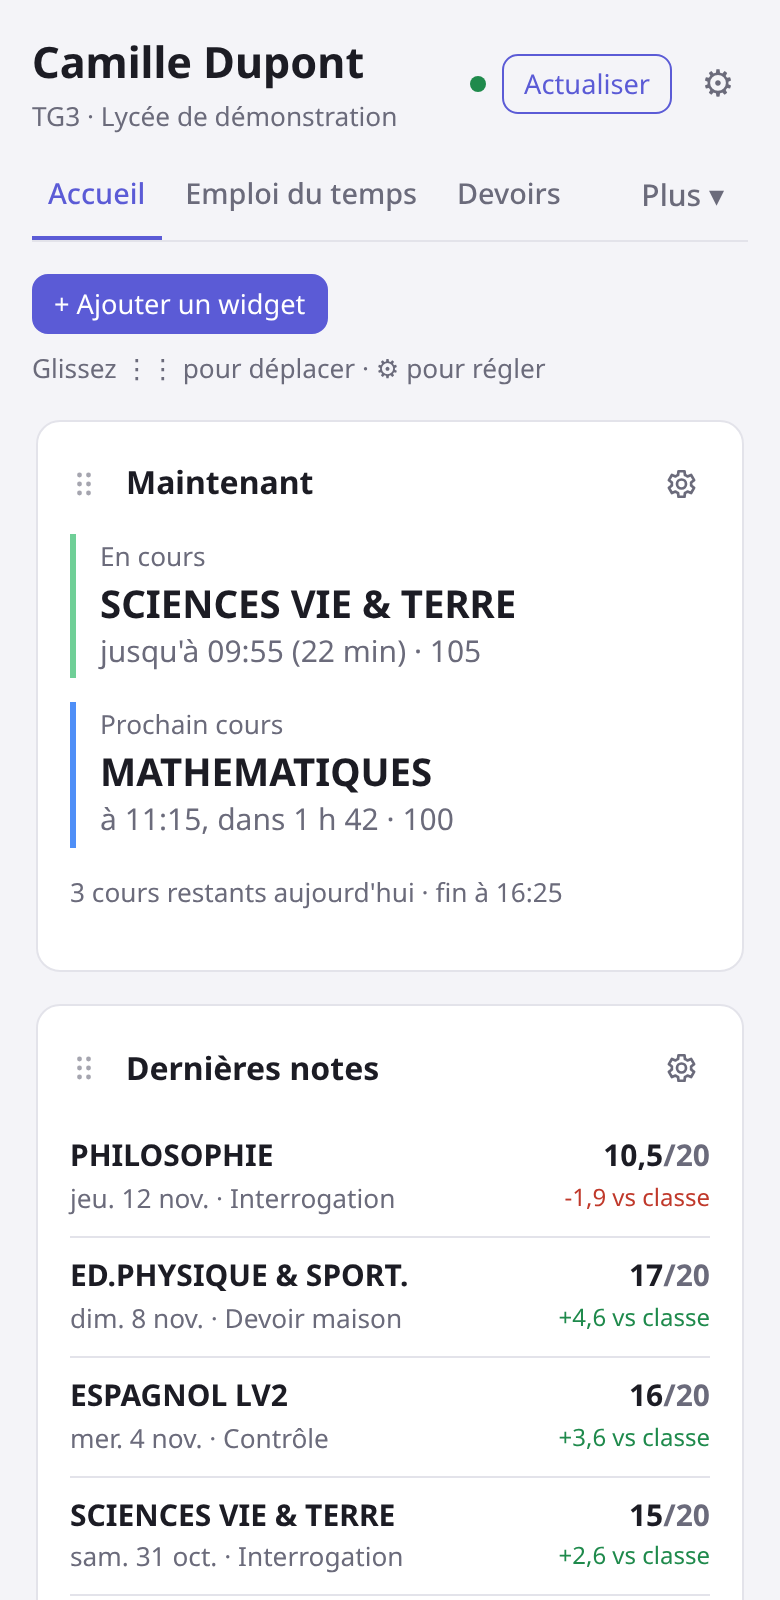 Camille Dupont
TG3 · Lycée de démonstration
Actualiser ⚙
Accueil Emploi du temps Devoirs Plus ▾
+ Ajouter un widget
Glissez ⋮⋮ pour déplacer · ⚙ pour régler
Maintenant
En cours
SCIENCES VIE & TERRE
jusqu'à 09:55 (22 min) · 105
Prochain cours
MATHEMATIQUES
à 11:15, dans 1 h 42 · 100
3 cours restants aujourd'hui · fin à 16:25
Dernières notes
PHILOSOPHIE 10,5/20
jeu. 12 nov. · Interrogation -1,9 vs classe
ED.PHYSIQUE & SPORT. 17/20
dim. 8 nov. · Devoir maison +4,6 vs classe
ESPAGNOL LV2 16/20
mer. 4 nov. · Contrôle +3,6 vs classe
SCIENCES VIE & TERRE 15/20
sam. 31 oct. · Interrogation +2,6 vs classe